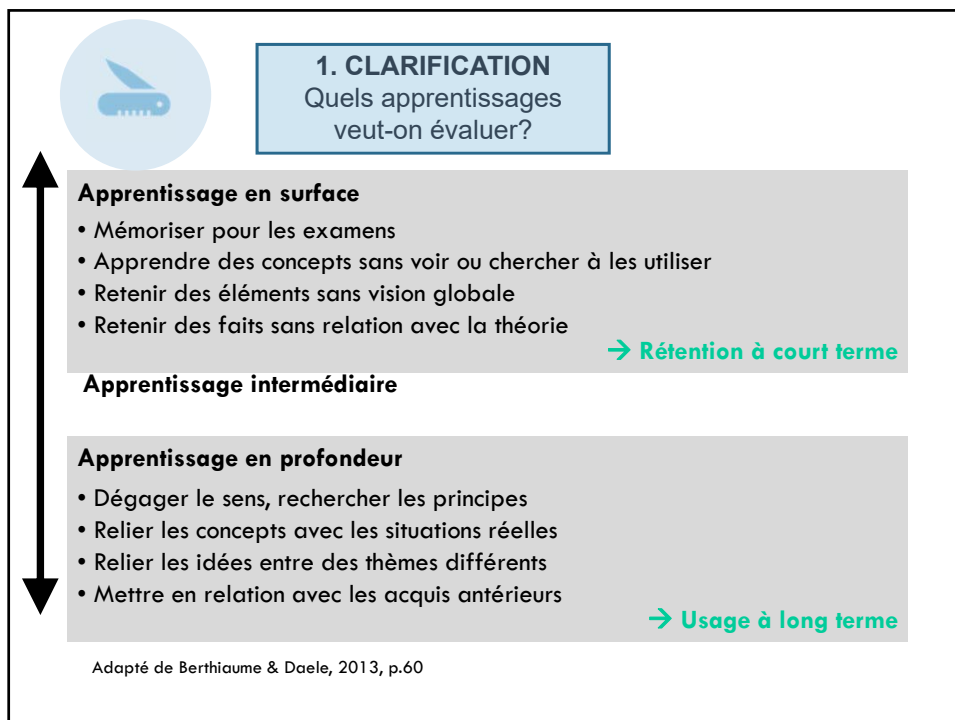 1. CLARIFICATION
Quels apprentissages
veut-on évaluer?
Apprentissage en surface
• Mémoriser pour les examens
• Apprendre des concepts sans voir ou chercher à les utiliser
• Retenir des éléments sans vision globale
• Retenir des faits sans relation avec la théorie
→ Rétention à court terme
Apprentissage intermédiaire
Apprentissage en profondeur
• Dégager le sens, rechercher les principes
• Relier les concepts avec les situations réelles
• Relier les idées entre des thèmes différents
• Mettre en relation avec les acquis antérieurs
→ Usage à long terme
Adapté de Berthiaume & Daele, 2013, p.60